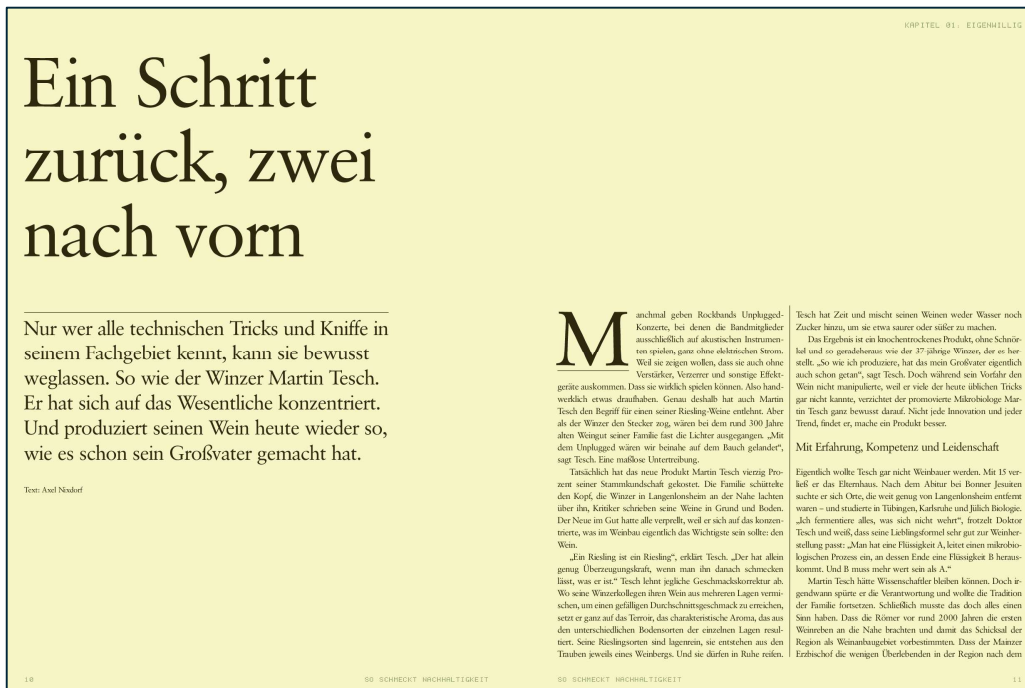 KAPITEL 01: EIGENWILLIG
Ein Schritt
zurück, zwei
nach vorn
Nur wer alle technischen Tricks und Kniffe in
seinem Fachgebiet kennt, kann sie bewusst
weglassen. So wie der Winzer Martin Tesch.
Er hat sich auf das Wesentliche konzentriert.
Und produziert seinen Wein heute wieder so,
wie es schon sein Großvater gemacht hat.
Text: Axel Nixdorf
Manchmal geben Rockbands Unplugged-
Konzerte, bei denen die Bandmitglieder
ausschließlich auf akustischen Instrumen-
ten spielen, ganz ohne elektrischen Strom.
Weil sie zeigen wollen, dass sie auch ohne
Verstärker, Verzerrer und sonstige Effekt-
geräte auskommen. Dass sie wirklich spielen können. Also hand-
werklich etwas draufhaben. Genau deshalb hat auch Martin
Tesch den Begriff für einen seiner Riesling-Weine entlehnt. Aber
als der Winzer den Stecker zog, wären bei dem rund 300 Jahre
alten Weingut seiner Familie fast die Lichter ausgegangen. „Mit
dem Unplugged wären wir beinahe auf dem Bauch gelandet“,
sagt Tesch. Eine maßlose Untertreibung.
Tatsächlich hat das neue Produkt Martin Tesch vierzig Pro-
zent seiner Stammkundschaft gekostet. Die Familie schüttelte
den Kopf, die Winzer in Langenlonsheim an der Nahe lachten
über ihn, Kritiker schrieben seine Weine in Grund und Boden.
Der Neue im Gut hatte alle verprellt, weil er sich auf das konzen-
trierte, was im Weinbau eigentlich das Wichtigste sein sollte: den
Wein.
„Ein Riesling ist ein Riesling“, erklärt Tesch. „Der hat allein
genug Überzeugungskraft, wenn man ihn danach schmecken
lässt, was er ist.“ Tesch lehnt jegliche Geschmackskorrektur ab.
Wo seine Winzerkollegen ihren Wein aus mehreren Lagen vermi-
schen, um einen gefälligen Durchschnittsgeschmack zu erreichen,
setzt er ganz auf das Terroir, das charakteristische Aroma, das aus
den unterschiedlichen Bodensorten der einzelnen Lagen resul-
tiert. Seine Rieslingsorten sind lagenrein, sie entstehen aus den
Trauben jeweils eines Weinbergs. Und sie dürfen in Ruhe reifen.
Tesch hat Zeit und mischt seinen Weinen weder Wasser noch
Zucker hinzu, um sie etwa saurer oder süßer zu machen.
Das Ergebnis ist ein knochentrockenes Produkt, ohne Schnör-
kel und so geradeheraus wie der 37-jährige Winzer, der es her-
stellt. „So wie ich produziere, hat das mein Großvater eigentlich
auch schon getan“, sagt Tesch. Doch während sein Vorfahr den
Wein nicht manipulierte, weil er viele der heute üblichen Tricks
gar nicht kannte, verzichtet der promovierte Mikrobiologe Mar-
tin Tesch ganz bewusst darauf. Nicht jede Innovation und jeder
Trend, findet er, mache ein Produkt besser.
Mit Erfahrung, Kompetenz und Leidenschaft
Eigentlich wollte Tesch gar nicht Weinbauer werden. Mit 15 ver-
ließ er das Elternhaus. Nach dem Abitur bei Bonner Jesuiten
suchte er sich Orte, die weit genug von Langenlonsheim entfernt
waren – und studierte in Tübingen, Karlsruhe und Jülich Biologie.
„Ich fermentiere alles, was sich nicht wehrt“, frotzelt Doktor
Tesch und weiß, dass seine Lieblingsformel sehr gut zur Weinher-
stellung passt: „Man hat eine Flüssigkeit A, leitet einen mikrobio-
logischen Prozess ein, an dessen Ende eine Flüssigkeit B heraus-
kommt. Und B muss mehr wert sein als A.“
Martin Tesch hätte Wissenschaftler bleiben können. Doch ir-
gendwann spürte er die Verantwortung und wollte die Tradition
der Familie fortsetzen. Schließlich musste das doch alles einen
Sinn haben. Dass die Römer vor rund 2000 Jahren die ersten
Weinreben an die Nahe brachten und damit das Schicksal der
Region als Weinanbaugebiet vorbestimmten. Dass der Mainzer
Erzbischof die wenigen Überlebenden in der Region nach dem
10
SO SCHMECKT NACHHALTIGKEIT
SO SCHMECKT NACHHALTIGKEIT
11